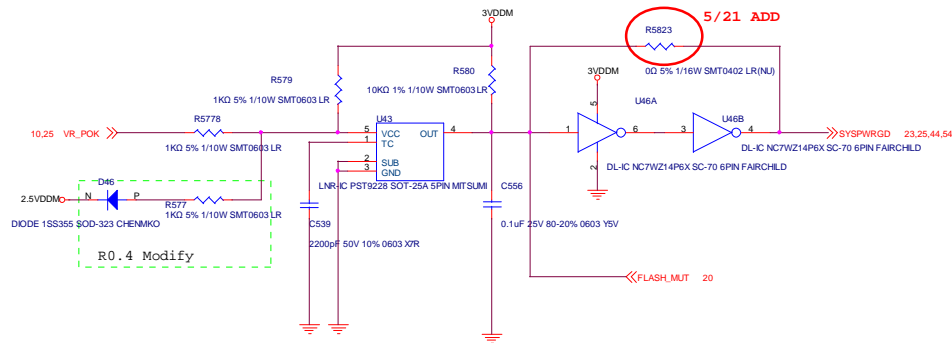 5/21 ADD
3VDDM
R5823
0Ω 5% 1/16W SMT0402 LR(NU)
R579
1KΩ 5% 1/10W SMT0603 LR
R580
10KΩ 1% 1/10W SMT0603 LR
3VDDM
U46A
U46B
5
2
1
6
3
4
10,25 VR_POK
R5778
1KΩ 5% 1/10W SMT0603 LR
U43
5 VCC OUT 4
1 TC
2 SUB
3 GND
LNR-IC PST9228 SOT-25A 5PIN MITSUMI
SYSPWRGD 23,25,44,54
DL-IC NC7WZ14P6X SC-70 6PIN FAIRCHILD
DL-IC NC7WZ14P6X SC-70 6PIN FAIRCHILD
D46
2.5VDDM N P
R577
1KΩ 5% 1/10W SMT0603 LR
DIODE 1SS355 SOD-323 CHENMKO
R0.4 Modify
C539
2200pF 50V 10% 0603 X7R
C556
0.1uF 25V 80-20% 0603 Y5V
FLASH_MUT 20